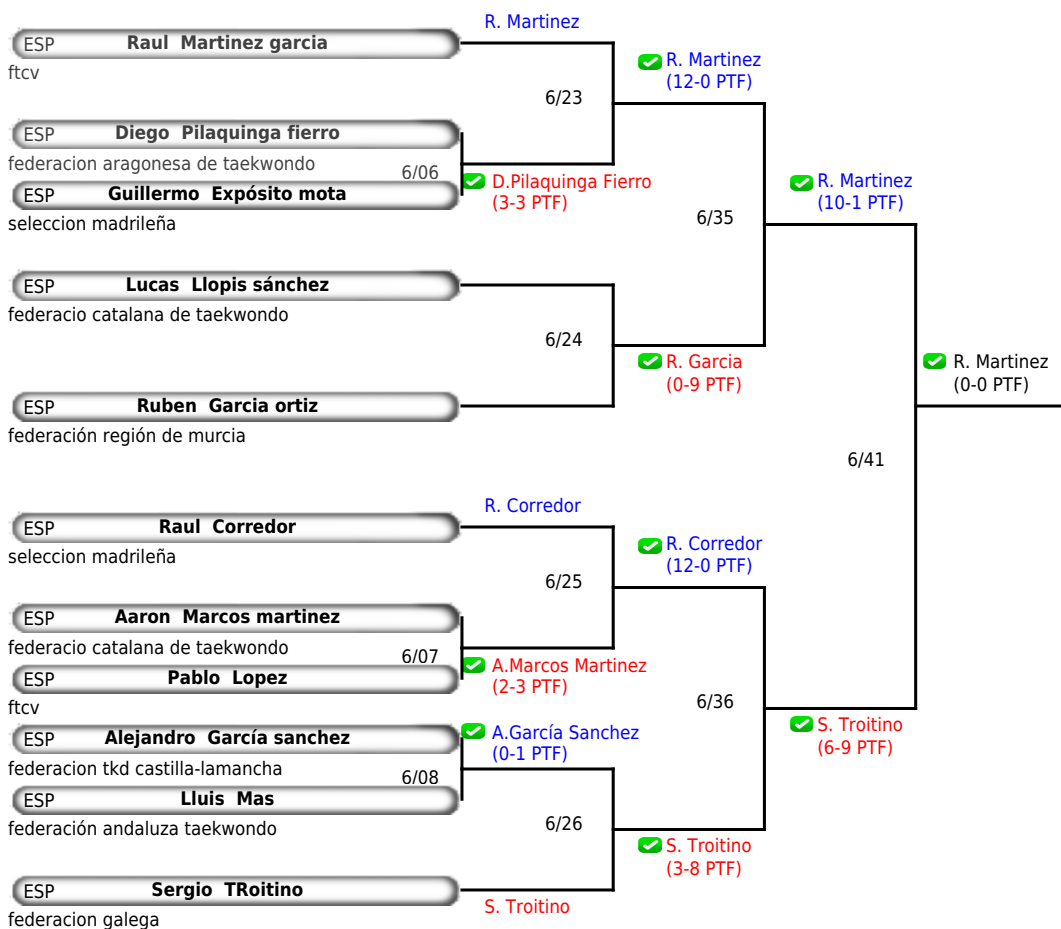 R. Martinez
ESP Raul Martinez garcia
ftcv
R. Martinez
(12-0 PTF)
6/23
ESP Diego Pilaquinga fierro
federacion aragonesa de taekwondo
6/06
D.Pilaquinga Fierro
(3-3 PTF)
ESP Guillermo Expósito mota
seleccion madrileña
R. Martinez
(10-1 PTF)
6/35
ESP Lucas Llopis sánchez
federacio catalana de taekwondo
6/24
R. Garcia
(0-9 PTF)
R. Martinez
(0-0 PTF)
ESP Ruben Garcia ortiz
federación región de murcia
6/41
R. Corredor
ESP Raul Corredor
seleccion madrileña
R. Corredor
(12-0 PTF)
6/25
ESP Aaron Marcos martinez
federacio catalana de taekwondo
6/07
A.Marcos Martinez
(2-3 PTF)
ESP Pablo Lopez
ftcv
6/36
S. Troitino
(6-9 PTF)
ESP Alejandro García sanchez
A.García Sanchez
(0-1 PTF)
federacion tkd castilla-lamancha
6/08
ESP Lluis Mas
federación andaluza taekwondo
6/26
S. Troitino
(3-8 PTF)
ESP Sergio TRoitino
S. Troitino
federacion galega